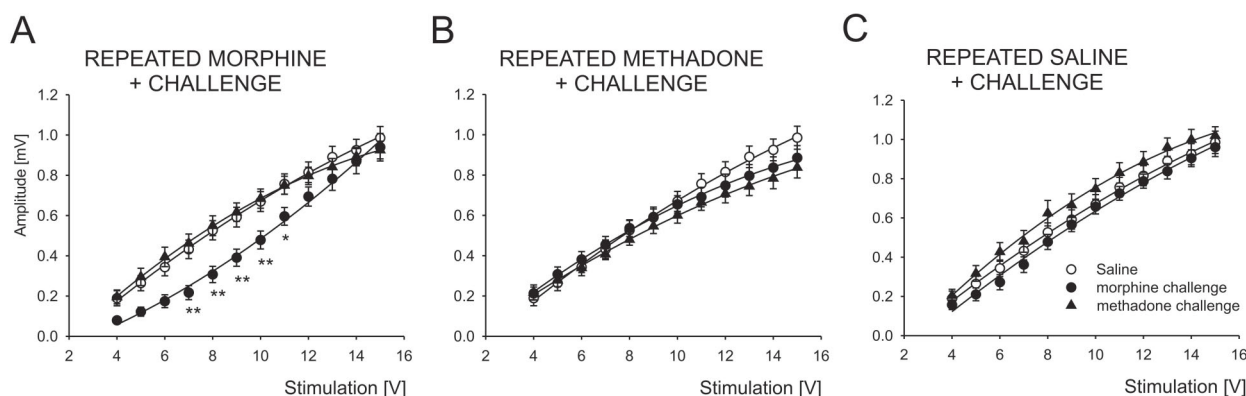 A
REPEATED MORPHINE
+ CHALLENGE
1.2
1.0
0.8
0.6
0.4
0.2
0.0
Amplitude [mV]
**
**
**
**
*
2 4 6 8 10 12 14 16
Stimulation [V]
B
REPEATED METHADONE
+ CHALLENGE
1.2
1.0
0.8
0.6
0.4
0.2
0.0
2 4 6 8 10 12 14 16
Stimulation [V]
C
REPEATED SALINE
+ CHALLENGE
1.2
1.0
0.8
0.6
0.4
0.2
0.0
Saline
morphine challenge
methadone challenge
2 4 6 8 10 12 14 16
Stimulation [V]